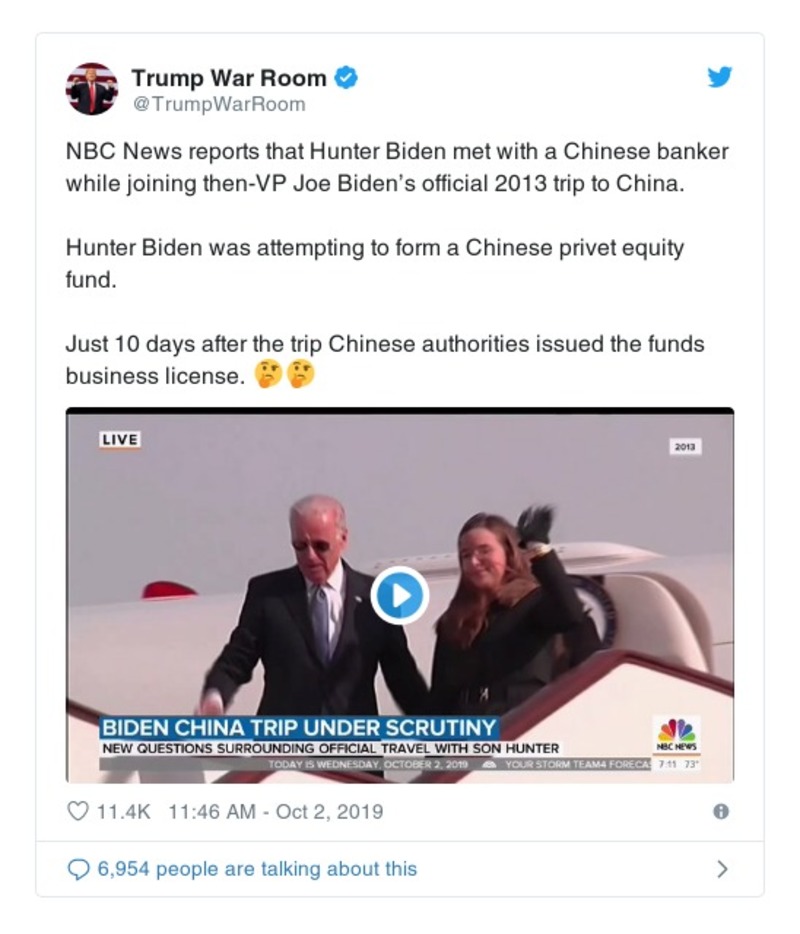 Trump War Room
@TrumpWarRoom
NBC News reports that Hunter Biden met with a Chinese banker
while joining then-VP Joe Biden's official 2013 trip to China.
Hunter Biden was attempting to form a Chinese privet equity
fund.
Just 10 days after the trip Chinese authorities issued the funds
business license. 🤔🤔
LIVE
2013
BIDEN CHINA TRIP UNDER SCRUTINY
NEW QUESTIONS SURROUNDING OFFICIAL TRAVEL WITH SON HUNTER
NBC NEWS
TODAY IS WEDNESDAY, OCTOBER 2, 2019 YOUR STORM TEAM4 FORECA 7:11 73°
11.4K 11:46 AM - Oct 2, 2019
6,954 people are talking about this